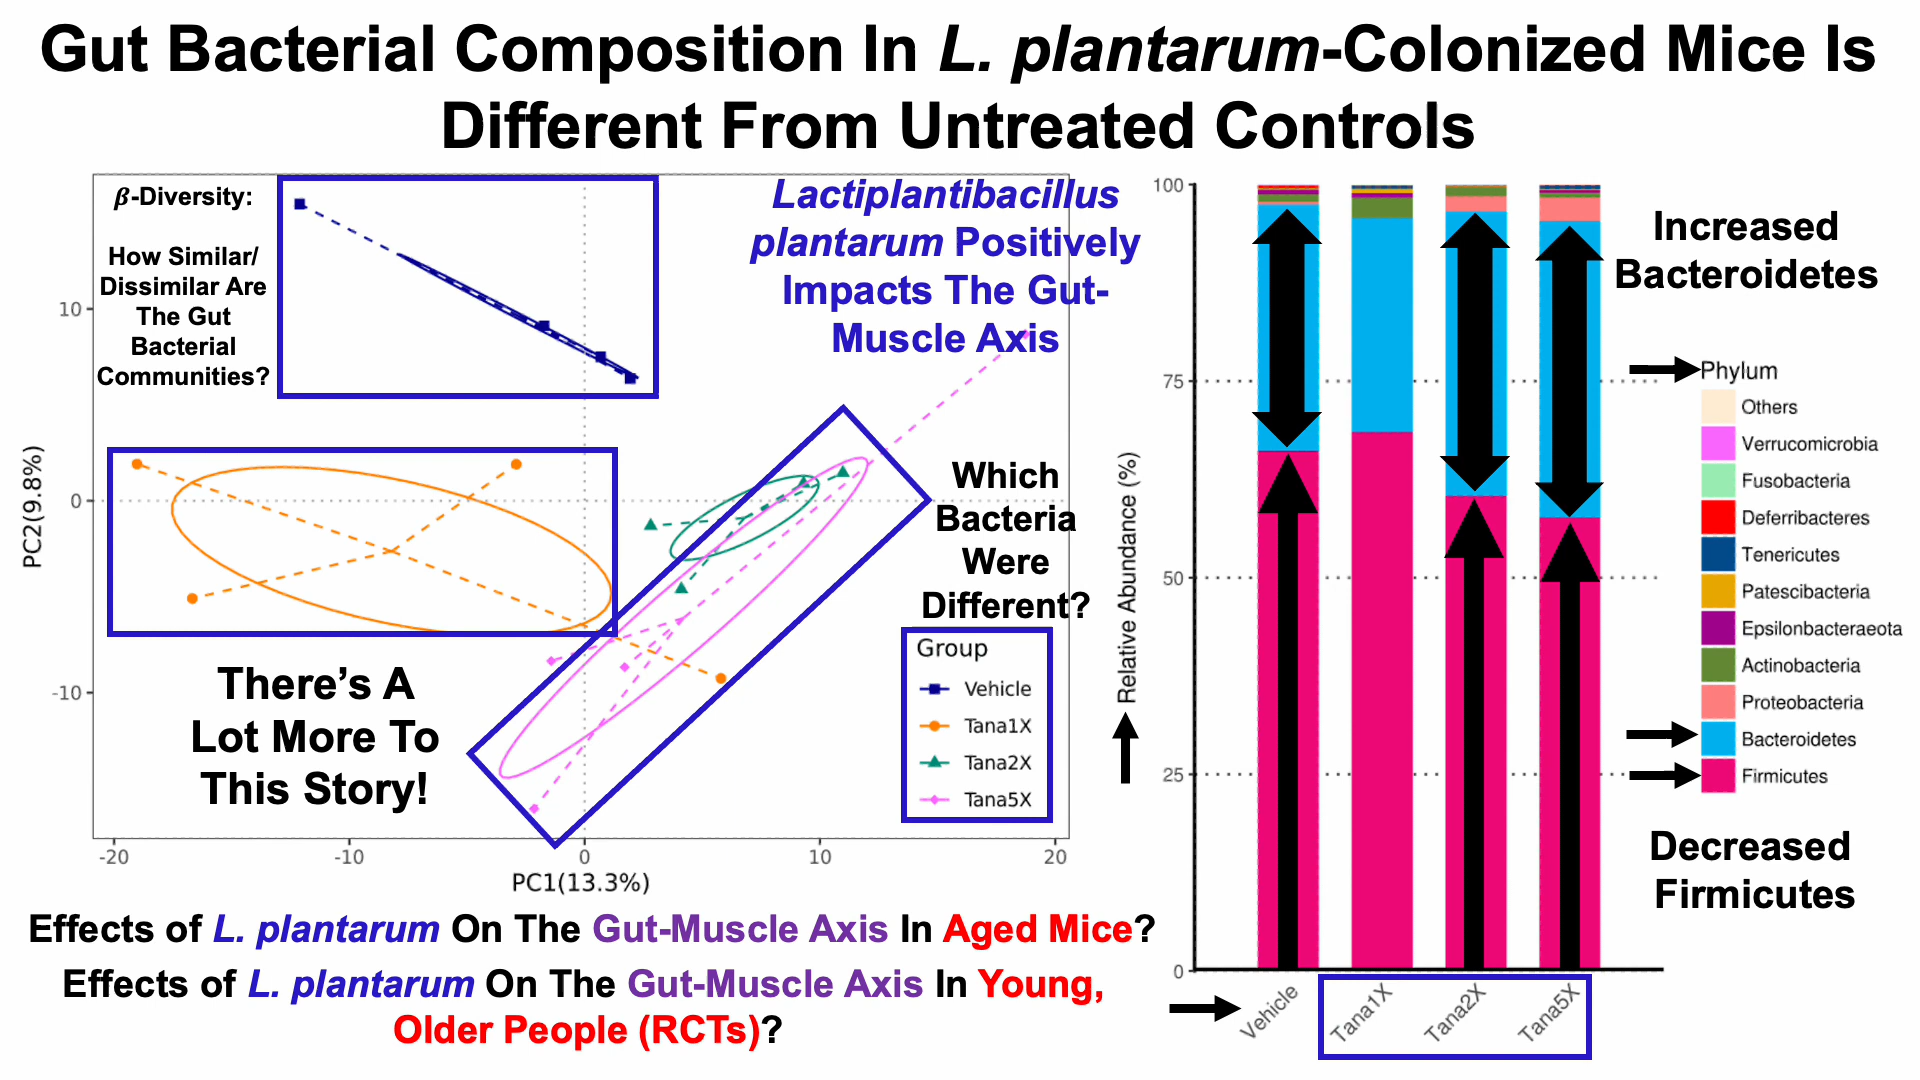 Gut Bacterial Composition In L. plantarum-Colonized Mice Is
Different From Untreated Controls
β-Diversity:
How Similar/
Dissimilar Are
The Gut
Bacterial
Communities?
Lactiplantibacillus
plantarum Positively
Impacts The Gut-
Muscle Axis
Which
Bacteria
Were
Different?
There's A
Lot More To
This Story!
PC2(9.8%)
10
0
-10
-20
-10
0
10
20
PC1(13.3%)
Group
Vehicle
Tana1X
Tana2X
Tana5X
Effects of L. plantarum On The Gut-Muscle Axis In Aged Mice?
Effects of L. plantarum On The Gut-Muscle Axis In Young,
Older People (RCTs)?
Relative Abundance (%)
100
75
50
25
0
Vehicle
Tana1X
Tana2X
Tana5X
Increased
Bacteroidetes
Phylum
Others
Verrucomicrobia
Fusobacteria
Deferribacteres
Tenericutes
Patescibacteria
Epsilonbacteraeota
Actinobacteria
Proteobacteria
Bacteroidetes
Firmicutes
Decreased
Firmicutes